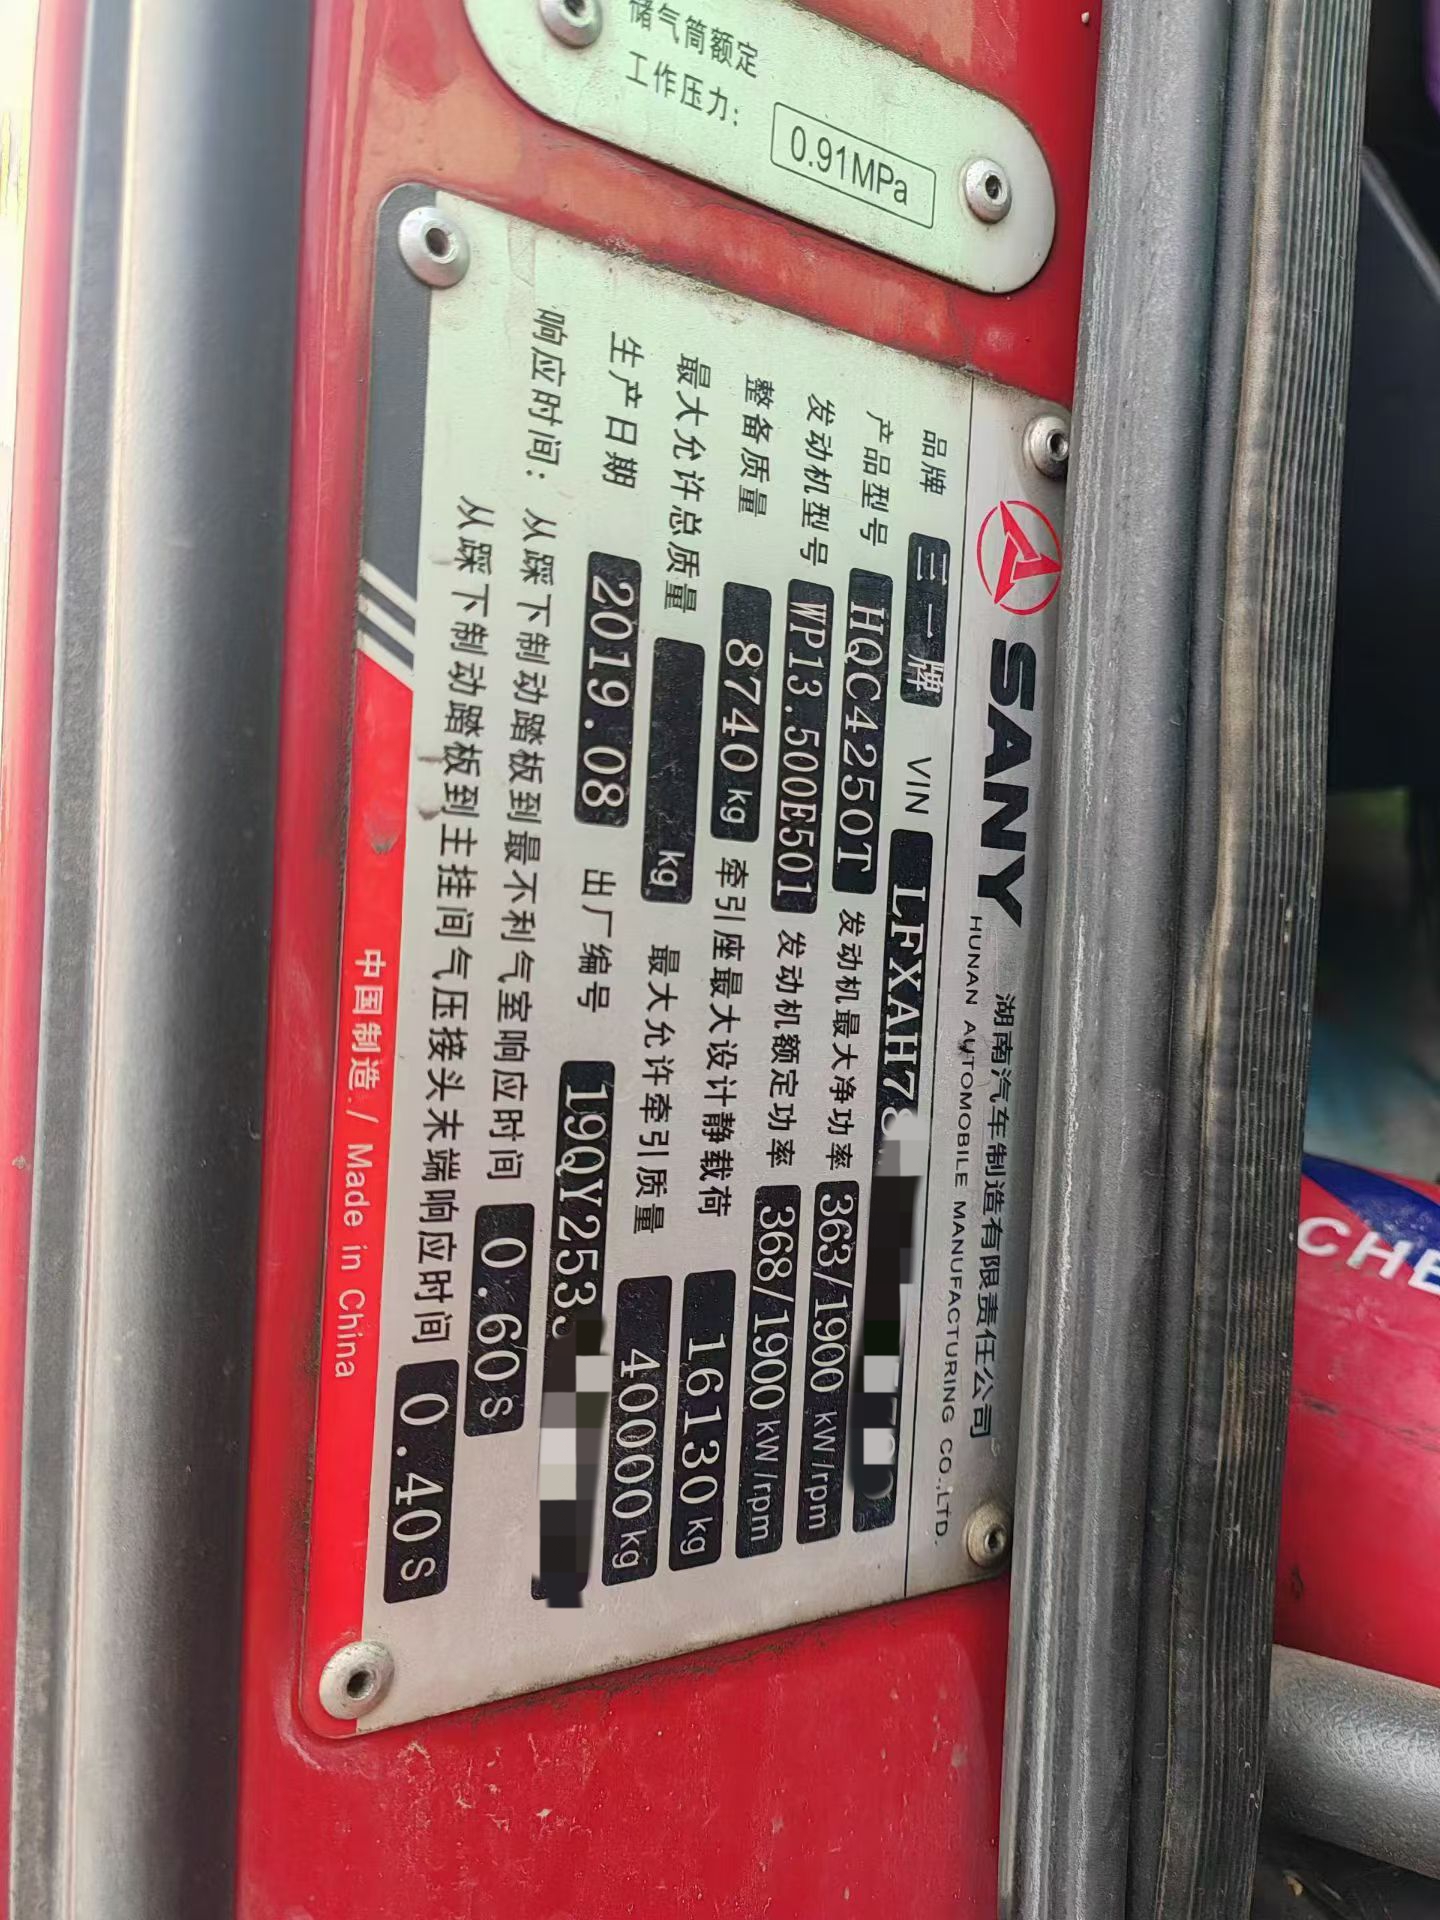 储气筒额定
工作压力：
0.91MPa
SANY 湖南汽车制造有限责任公司
HUNAN AUTOMOBILE MANUFACTURING CO.,LTD.
品牌 三一牌 VIN LFXAH78
产品型号 HQC4250T 发动机最大净功率 363/1900 kW/rpm
发动机型号 WP13.500E501 发动机额定功率 368/1900 kW/rpm
整备质量 8740 kg 牵引座最大设计静载荷 16130 kg
最大允许总质量 kg 最大允许牵引质量 40000 kg
生产日期 2019.08 出厂编号 19QY253
响应时间：从踩下制动踏板到最不利气室响应时间 0.60 s
从踩下制动踏板到主挂间气压接头末端响应时间 0.40 s
中国制造./ Made in China
CHE